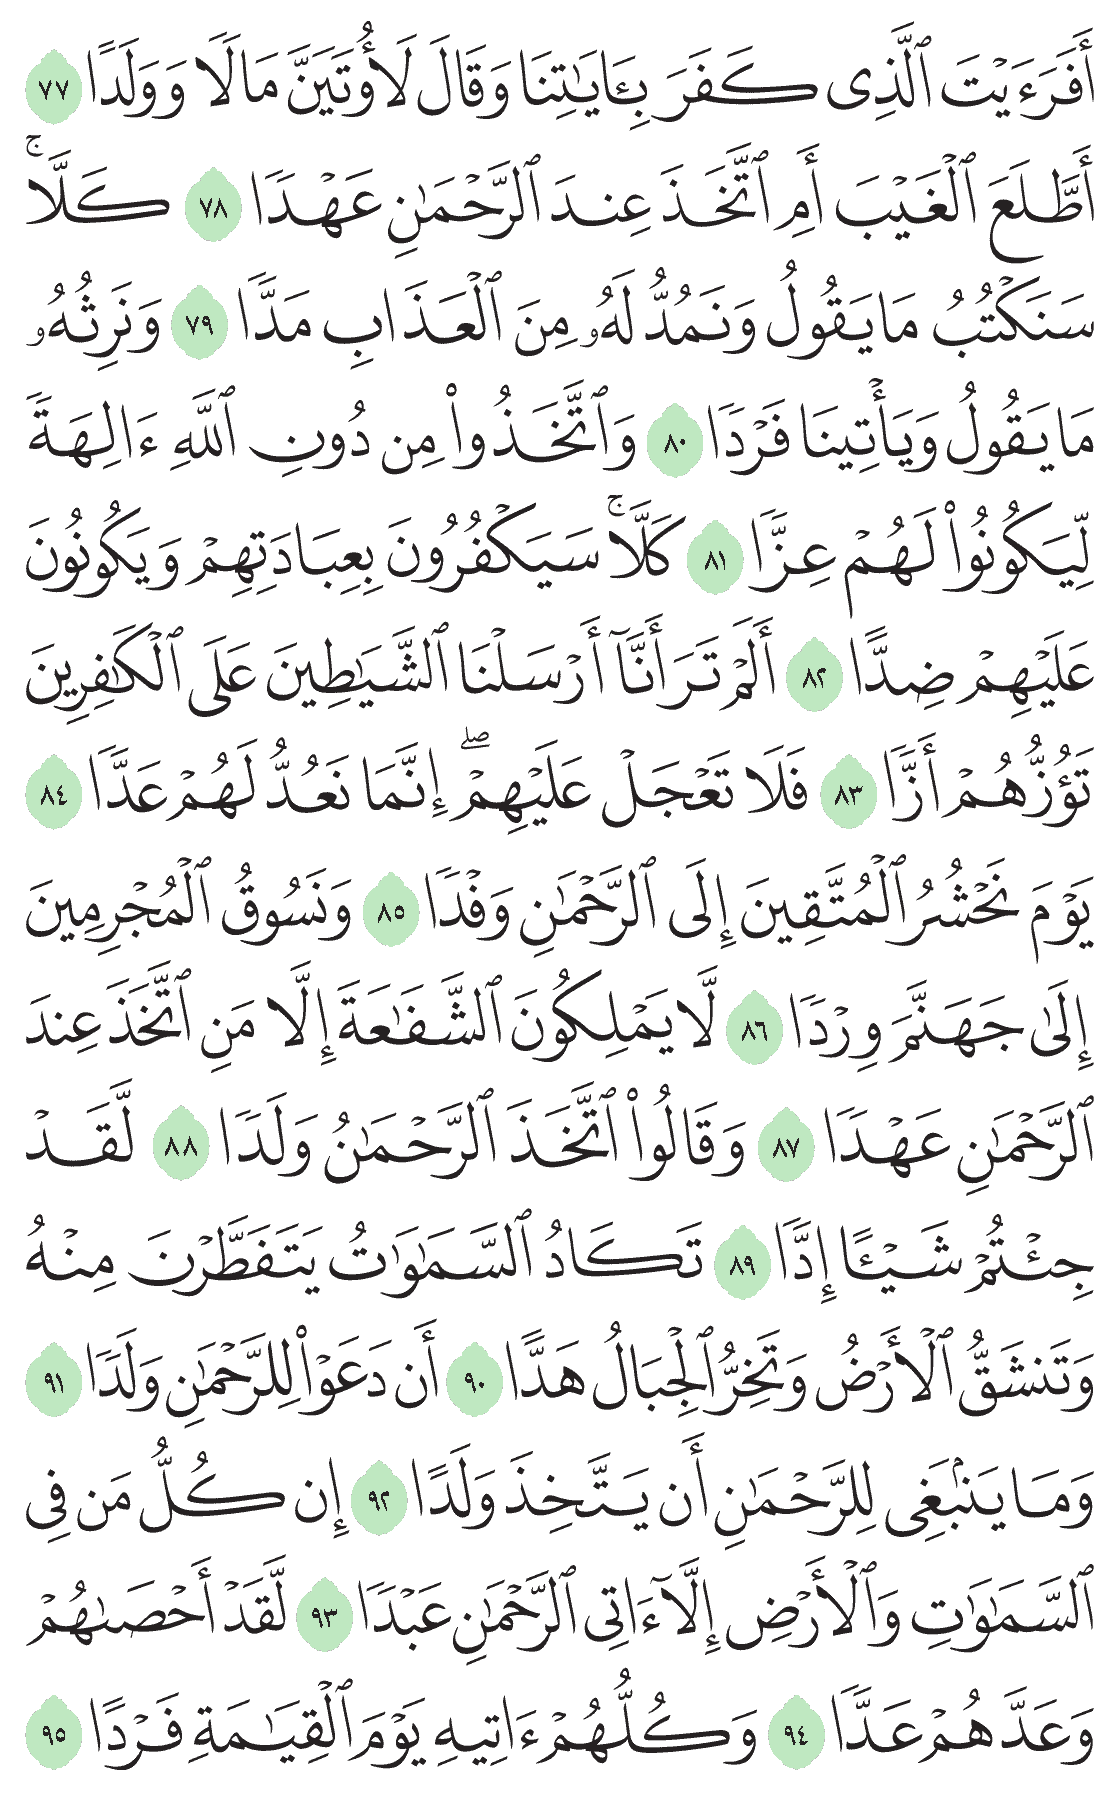 أَفَرَءَيْتَ ٱلَّذِى كَفَرَ بِـَٔايَٰتِنَا وَقَالَ لَأُوتَيَنَّ مَالًا وَوَلَدًا ٧٧
أَطَّلَعَ ٱلْغَيْبَ أَمِ ٱتَّخَذَ عِندَ ٱلرَّحْمَٰنِ عَهْدًا ٧٨ كَلَّا ۚ
سَنَكْتُبُ مَا يَقُولُ وَنَمُدُّ لَهُۥ مِنَ ٱلْعَذَابِ مَدًّا ٧٩ وَنَرِثُهُۥ
مَا يَقُولُ وَيَأْتِينَا فَرْدًا ٨٠ وَٱتَّخَذُوا۟ مِن دُونِ ٱللَّهِ ءَالِهَةً
لِّيَكُونُوا۟ لَهُمْ عِزًّا ٨١ كَلَّا ۚ سَيَكْفُرُونَ بِعِبَادَتِهِمْ وَيَكُونُونَ
عَلَيْهِمْ ضِدًّا ٨٢ أَلَمْ تَرَ أَنَّآ أَرْسَلْنَا ٱلشَّيَٰطِينَ عَلَى ٱلْكَٰفِرِينَ
تَؤُزُّهُمْ أَزًّا ٨٣ فَلَا تَعْجَلْ عَلَيْهِمْ ۖ إِنَّمَا نَعُدُّ لَهُمْ عَدًّا ٨٤
يَوْمَ نَحْشُرُ ٱلْمُتَّقِينَ إِلَى ٱلرَّحْمَٰنِ وَفْدًا ٨٥ وَنَسُوقُ ٱلْمُجْرِمِينَ
إِلَىٰ جَهَنَّمَ وِرْدًا ٨٦ لَّا يَمْلِكُونَ ٱلشَّفَٰعَةَ إِلَّا مَنِ ٱتَّخَذَ عِندَ
ٱلرَّحْمَٰنِ عَهْدًا ٨٧ وَقَالُوا۟ ٱتَّخَذَ ٱلرَّحْمَٰنُ وَلَدًا ٨٨ لَّقَدْ
جِئْتُمْ شَيْـًٔا إِدًّا ٨٩ تَكَادُ ٱلسَّمَٰوَٰتُ يَتَفَطَّرْنَ مِنْهُ
وَتَنشَقُّ ٱلْأَرْضُ وَتَخِرُّ ٱلْجِبَالُ هَدًّا ٩٠ أَن دَعَوْا۟ لِلرَّحْمَٰنِ وَلَدًا ٩١
وَمَا يَنۢبَغِى لِلرَّحْمَٰنِ أَن يَتَّخِذَ وَلَدًا ٩٢ إِن كُلُّ مَن فِى
ٱلسَّمَٰوَٰتِ وَٱلْأَرْضِ إِلَّآ ءَاتِى ٱلرَّحْمَٰنِ عَبْدًا ٩٣ لَّقَدْ أَحْصَىٰهُمْ
وَعَدَّهُمْ عَدًّا ٩٤ وَكُلُّهُمْ ءَاتِيهِ يَوْمَ ٱلْقِيَٰمَةِ فَرْدًا ٩٥